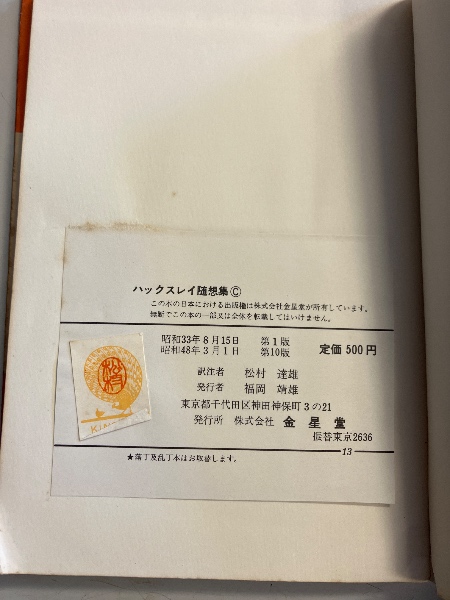 ハックスレイ随想集Ⓒ
この本の日本における出版権は株式会社金星堂が所有しています。
無断でこの本の一部又は全体を転載してはいけません。
昭和33年8月15日 第1版
昭和48年3月1日 第10版
定価 500円
訳注者 松村 達雄
発行者 福岡 靖雄
東京都千代田区神田神保町3の21
発行所 株式会社 金星堂
振替東京2636
13
★落丁及乱丁本はお取替します。
松村